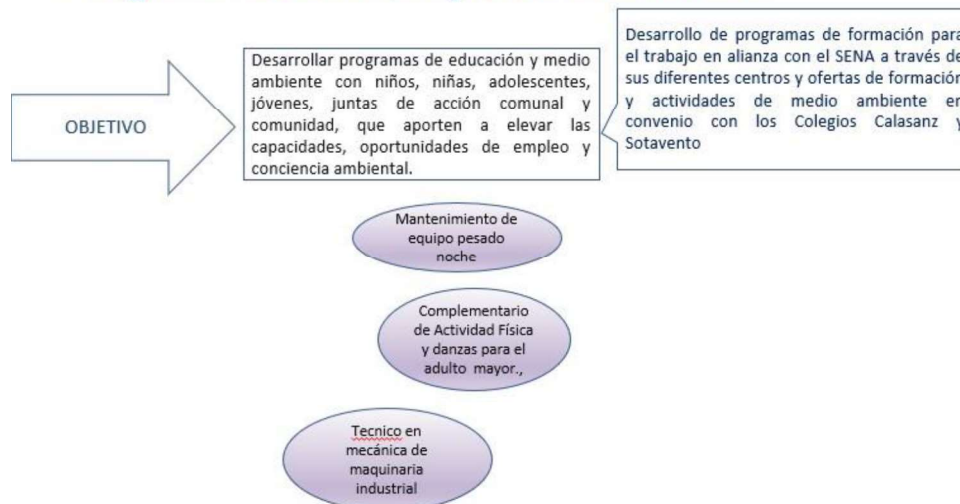 OBJETIVO
Desarrollar programas de educación y medio
ambiente con niños, niñas, adolescentes,
jóvenes, juntas de acción comunal y
comunidad, que aporten a elevar las
capacidades, oportunidades de empleo y
conciencia ambiental.
Desarrollo de programas de formación para
el trabajo en alianza con el SENA a través de
sus diferentes centros y ofertas de formación
y actividades de medio ambiente en
convenio con los Colegios Calasanz y
Sotavento
Mantenimiento de
equipo pesado
noche
Complementario
de Actividad Física
y danzas para el
adulto mayor.,
Tecnico en
mecánica de
maquinaria
industrial